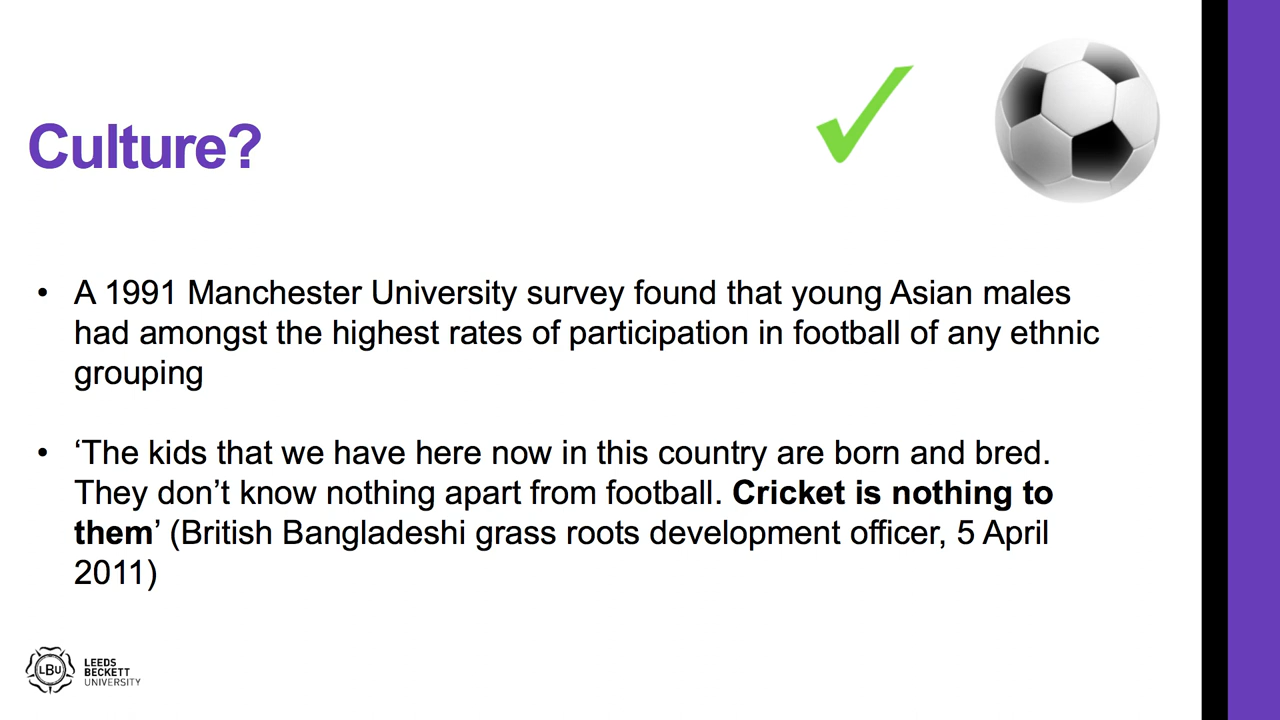 Culture?
• A 1991 Manchester University survey found that young Asian males
had amongst the highest rates of participation in football of any ethnic
grouping
• ‘The kids that we have here now in this country are born and bred.
They don’t know nothing apart from football. Cricket is nothing to
them’ (British Bangladeshi grass roots development officer, 5 April
2011)
LBU
LEEDS
BECKETT
UNIVERSITY